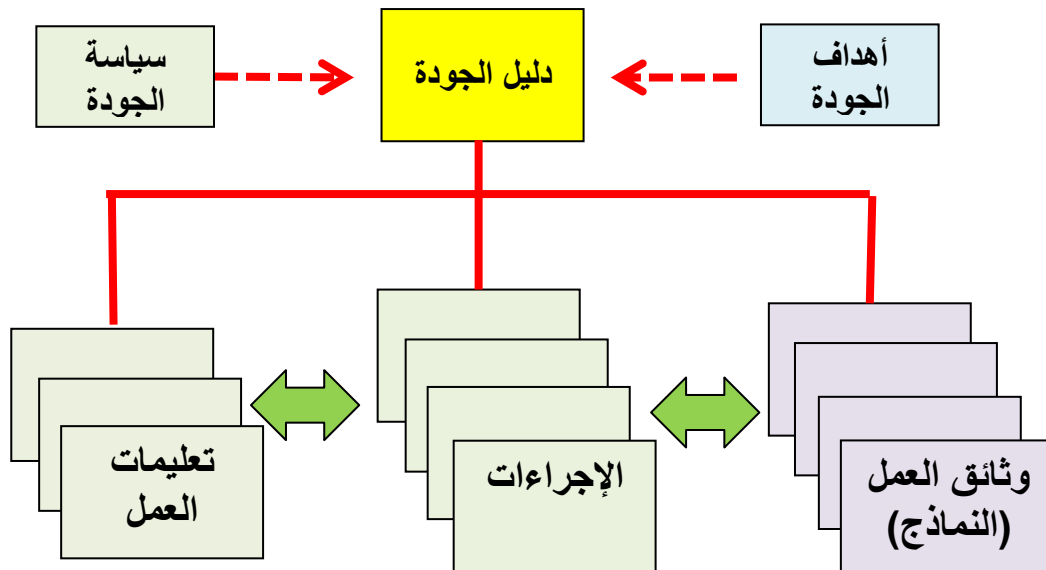 أهداف
الجودة
دليل الجودة
سياسة
الجودة
وثائق العمل
(النماذج)
الإجراءات
تعليمات
العمل